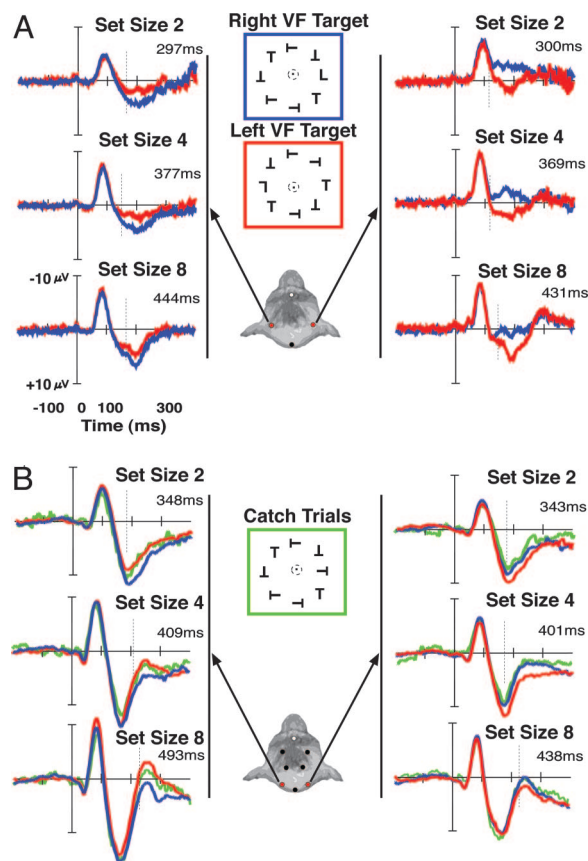 A
Set Size 2
297ms
Right VF Target
Set Size 2
300ms
Set Size 4
377ms
Left VF Target
Set Size 4
369ms
-10 µV
Set Size 8
444ms
Set Size 8
431ms
+10 µV
-100 0 100 300
Time (ms)
B
Set Size 2
348ms
Catch Trials
Set Size 2
343ms
Set Size 4
409ms
Set Size 4
401ms
Set Size 8
493ms
Set Size 8
438ms